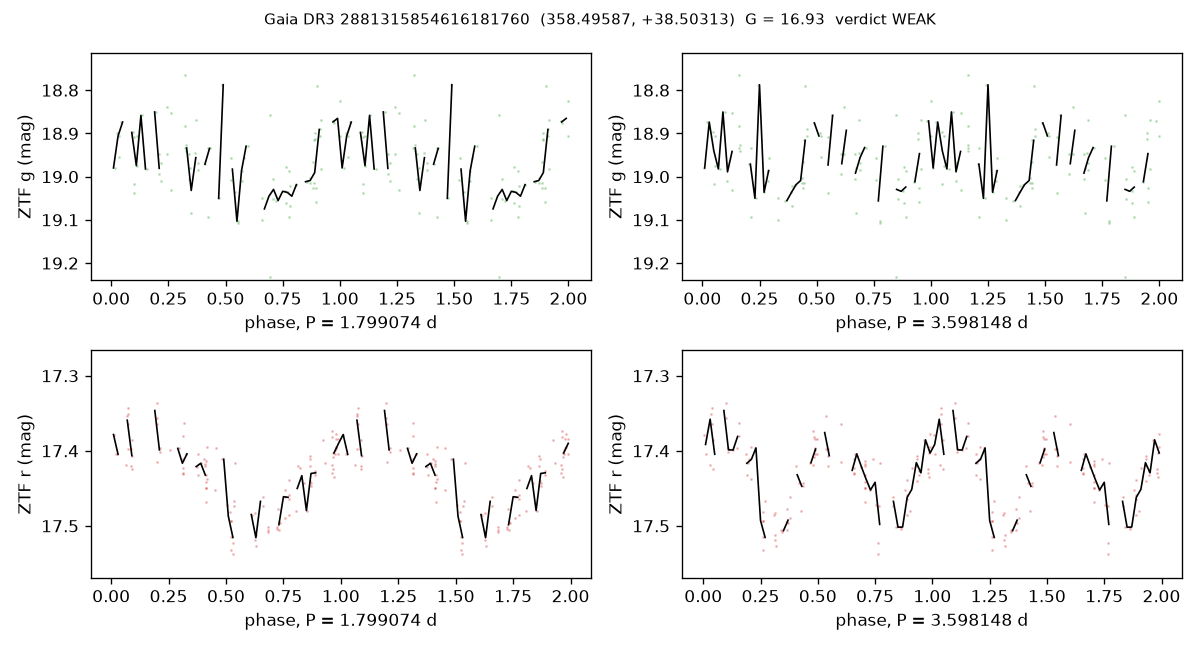 Gaia DR3 2881315854616181760  (358.49587, +38.50313)  G = 16.93  verdict WEAK
ZTF g (mag)
18.8
18.9
19.0
19.1
19.2
0.00 0.25 0.50 0.75 1.00 1.25 1.50 1.75 2.00
phase, P = 1.799074 d
ZTF g (mag)
18.8
18.9
19.0
19.1
19.2
0.00 0.25 0.50 0.75 1.00 1.25 1.50 1.75 2.00
phase, P = 3.598148 d
ZTF r (mag)
17.3
17.4
17.5
0.00 0.25 0.50 0.75 1.00 1.25 1.50 1.75 2.00
phase, P = 1.799074 d
ZTF r (mag)
17.3
17.4
17.5
0.00 0.25 0.50 0.75 1.00 1.25 1.50 1.75 2.00
phase, P = 3.598148 d